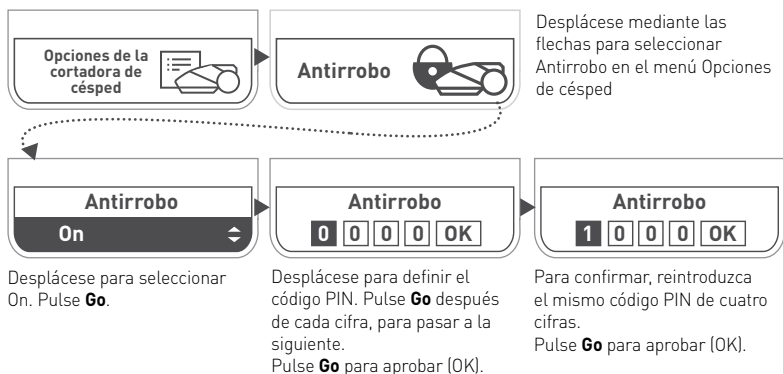 Opciones de la
cortadora de
césped
Antirrobo
Desplácese mediante las
flechas para seleccionar
Antirrobo en el menú Opciones
de césped
Antirrobo
On
Desplácese para seleccionar
On. Pulse Go.
Antirrobo
0 0 0 0 OK
Desplácese para definir el
código PIN. Pulse Go después
de cada cifra, para pasar a la
siguiente.
Pulse Go para aprobar (OK).
Antirrobo
1 0 0 0 OK
Para confirmar, reintroduzca
el mismo código PIN de cuatro
cifras.
Pulse Go para aprobar (OK).